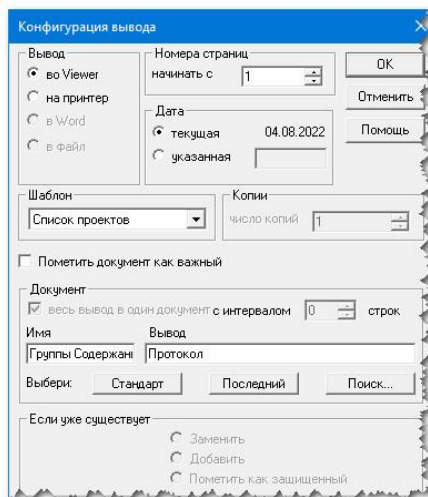 Конфигурация вывода
Вывод
во Viewer
на принтер
в Word
в файл
Номера страниц
начинать с 1
Дата
текущая 04.08.2022
указанная
OK
Отменить
Помощь
Шаблон
Список проектов
Копии
число копий 1
Пометить документ как важный
Документ
весь вывод в один документ с интервалом 0 строк
Имя Вывод
Группы Содержані Протокол
Выбери: Стандарт Последний Поиск...
Если уже существует
Заменить
Добавить
Пометить как защищенный